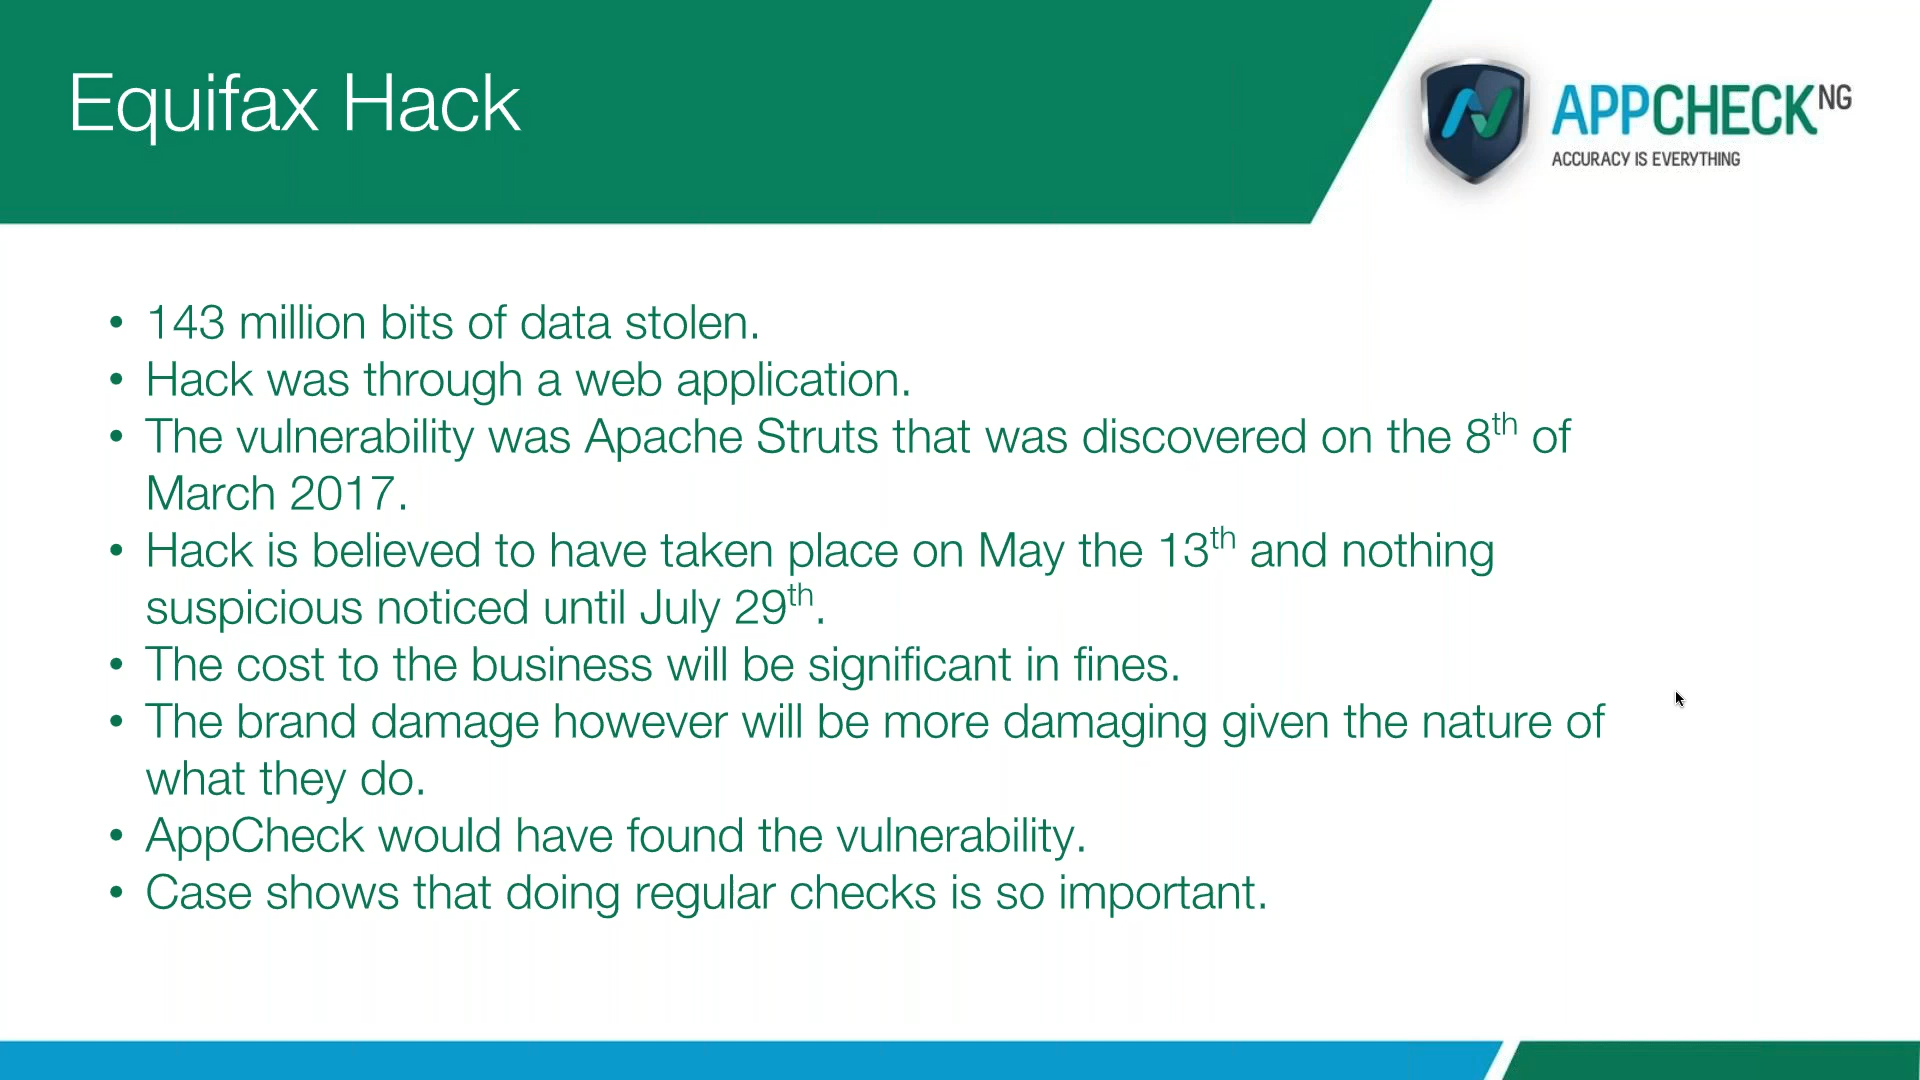 Equifax Hack
APPCHECKNG
ACCURACY IS EVERYTHING
• 143 million bits of data stolen.
• Hack was through a web application.
• The vulnerability was Apache Struts that was discovered on the 8th of
March 2017.
• Hack is believed to have taken place on May the 13th and nothing
suspicious noticed until July 29th.
• The cost to the business will be significant in fines.
• The brand damage however will be more damaging given the nature of
what they do.
• AppCheck would have found the vulnerability.
• Case shows that doing regular checks is so important.